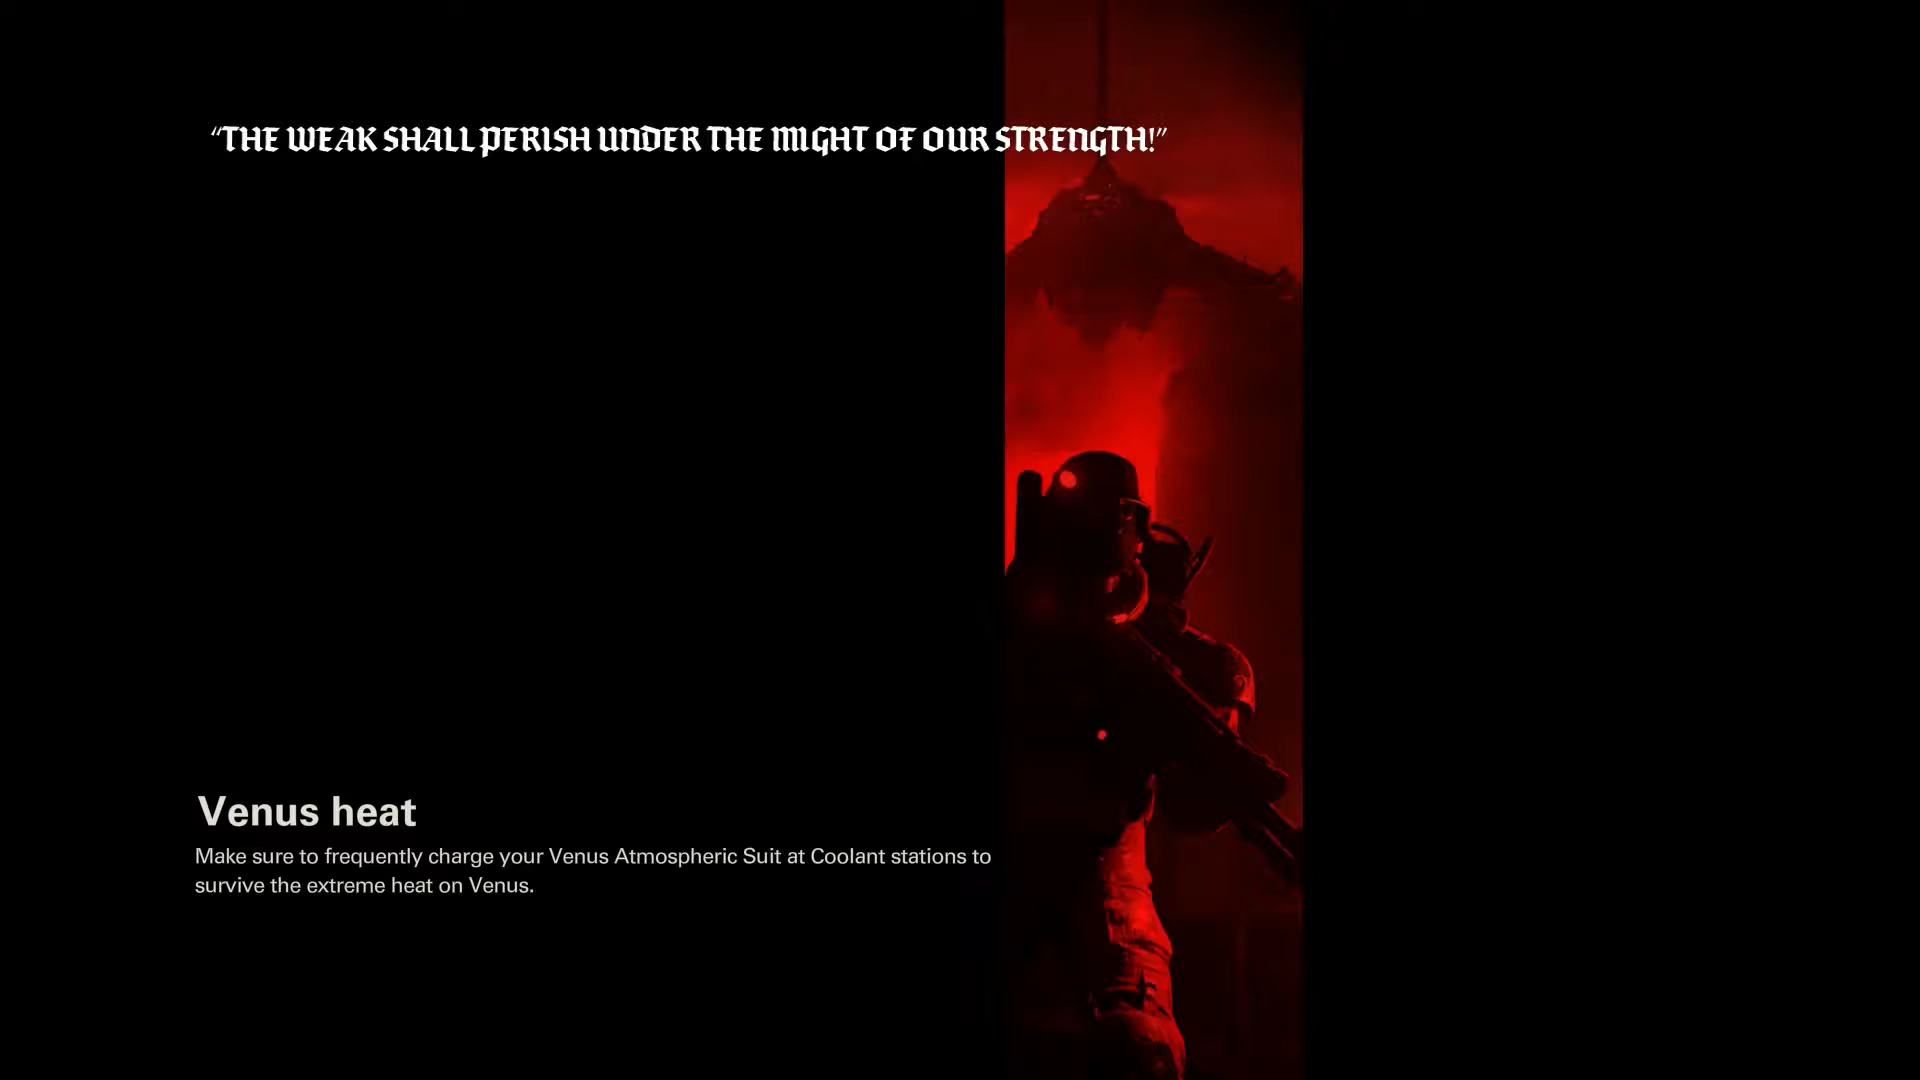 “THE WEAK SHALL PERISH UNDER THE MIGHT OF OUR STRENGTH!”
Venus heat
Make sure to frequently charge your Venus Atmospheric Suit at Coolant stations to
survive the extreme heat on Venus.